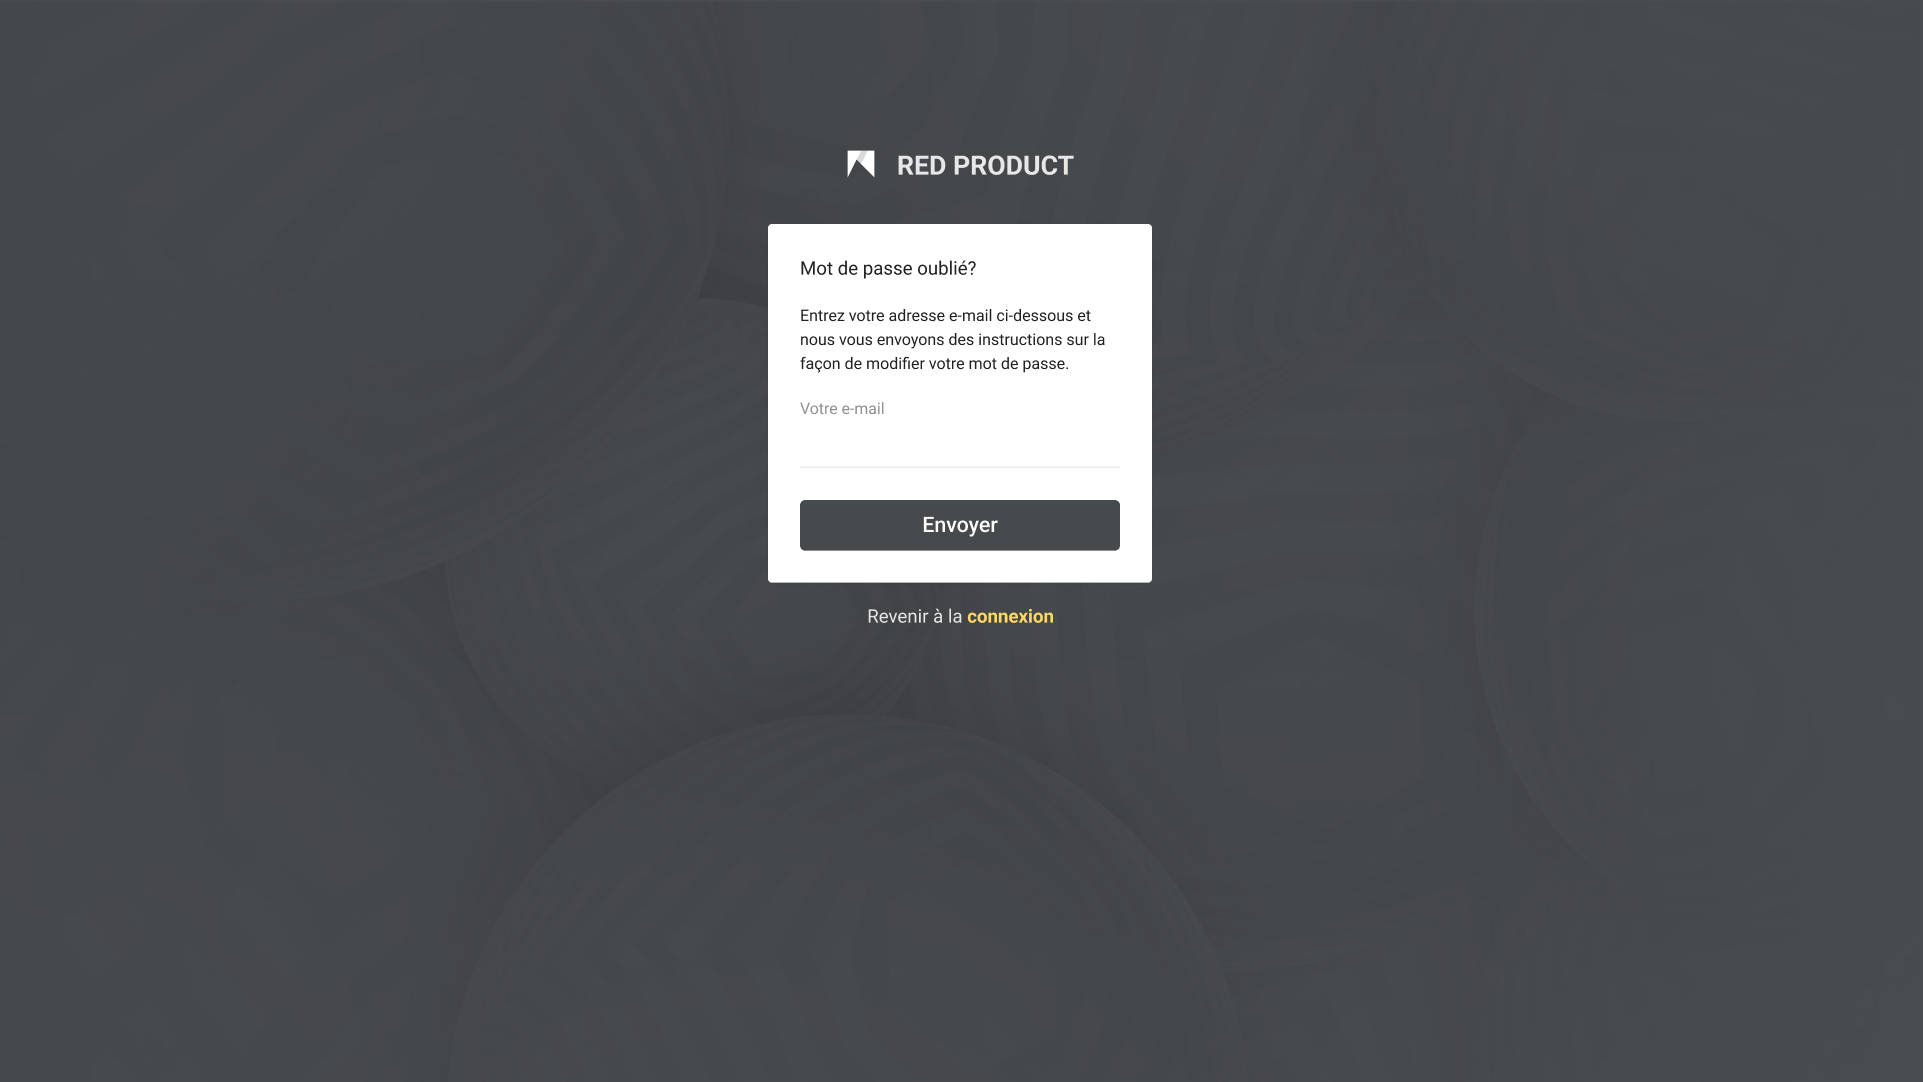 RED PRODUCT
Mot de passe oublié?
Entrez votre adresse e-mail ci-dessous et
nous vous envoyons des instructions sur la
façon de modifier votre mot de passe.
Votre e-mail
Envoyer
Revenir à la connexion